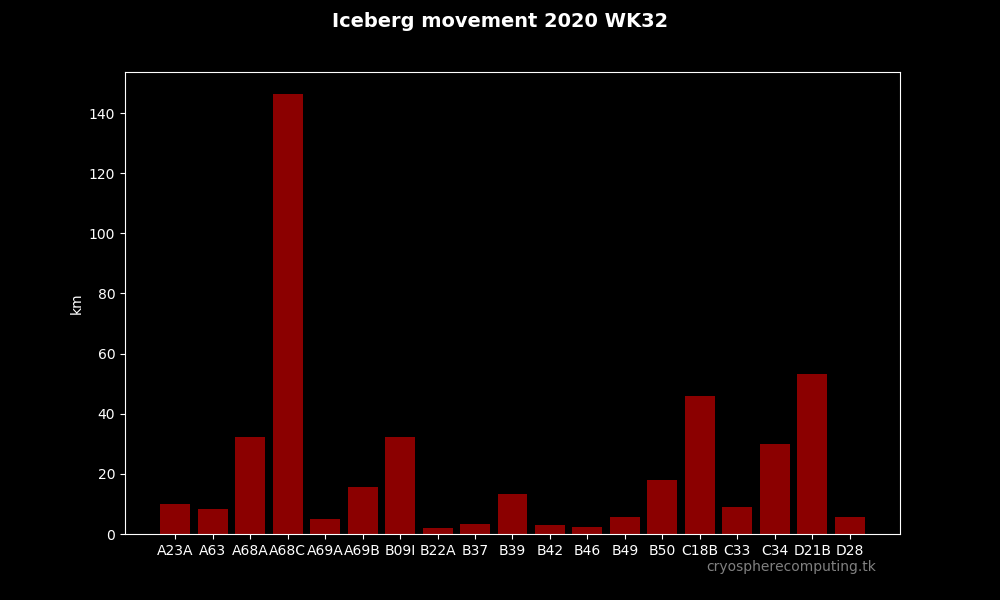 Iceberg movement 2020 WK32
140
120
100
80
60
40
20
0
km
A23A A63 A68A A68C A69A A69B B09I B22A B37 B39 B42 B46 B49 B50 C18B C33 C34 D21B D28
cryospherecomputing.tk